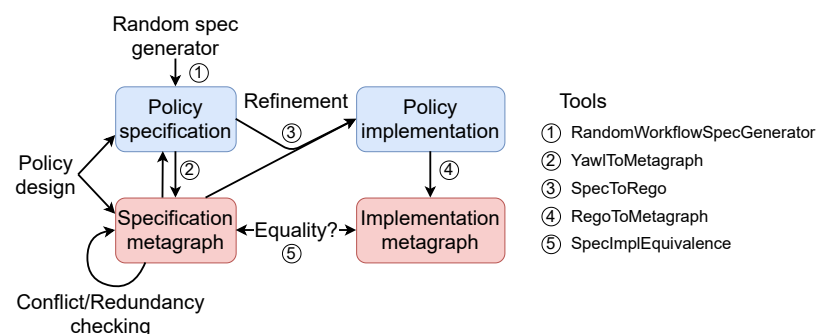 Random spec
generator
①
Policy
specification
Refinement
③
Policy
implementation
Policy
design
②
④
Specification
metagraph
Equality?
⑤
Implementation
metagraph
Conflict/Redundancy
checking
Tools
① RandomWorkflowSpecGenerator
② YawlToMetagraph
③ SpecToRego
④ RegoToMetagraph
⑤ SpecImplEquivalence